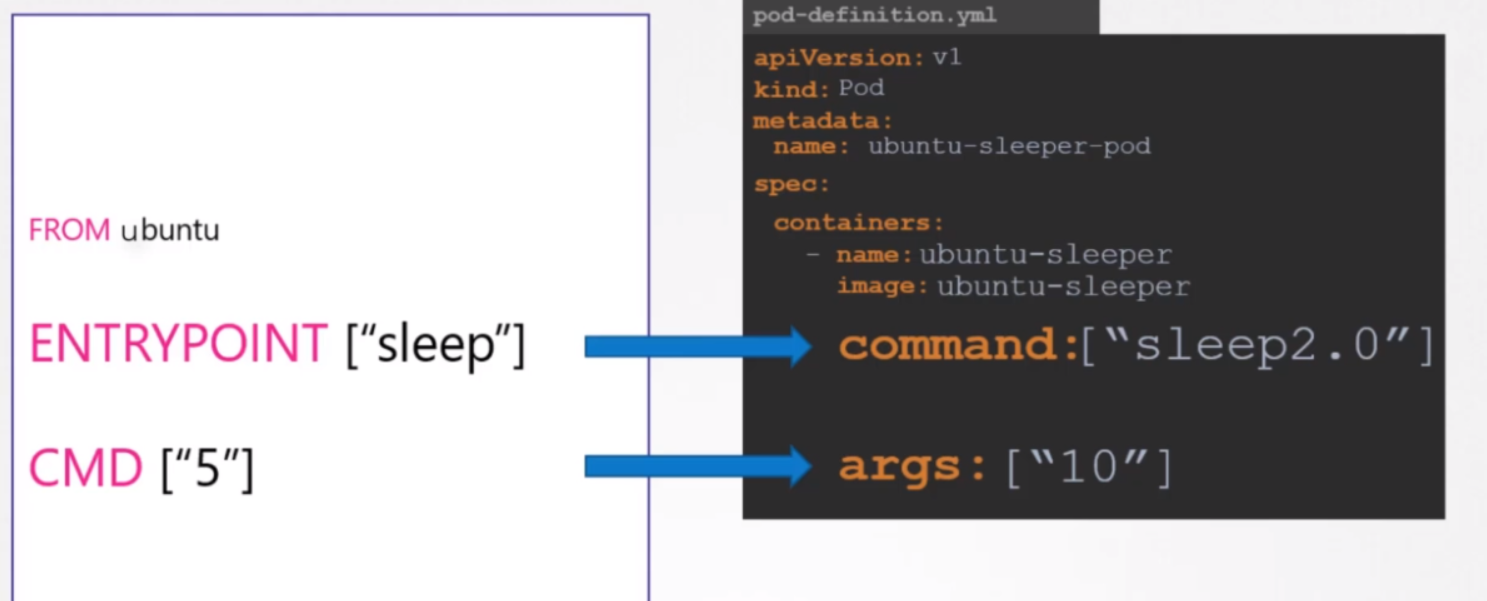 FROM ubuntu
ENTRYPOINT [“sleep”]
CMD [“5”]
pod-definition.yml
apiVersion: v1
kind: Pod
metadata:
name: ubuntu-sleeper-pod
spec:
containers:
- name: ubuntu-sleeper
image: ubuntu-sleeper
command:[“sleep2.0”]
args: [“10”]